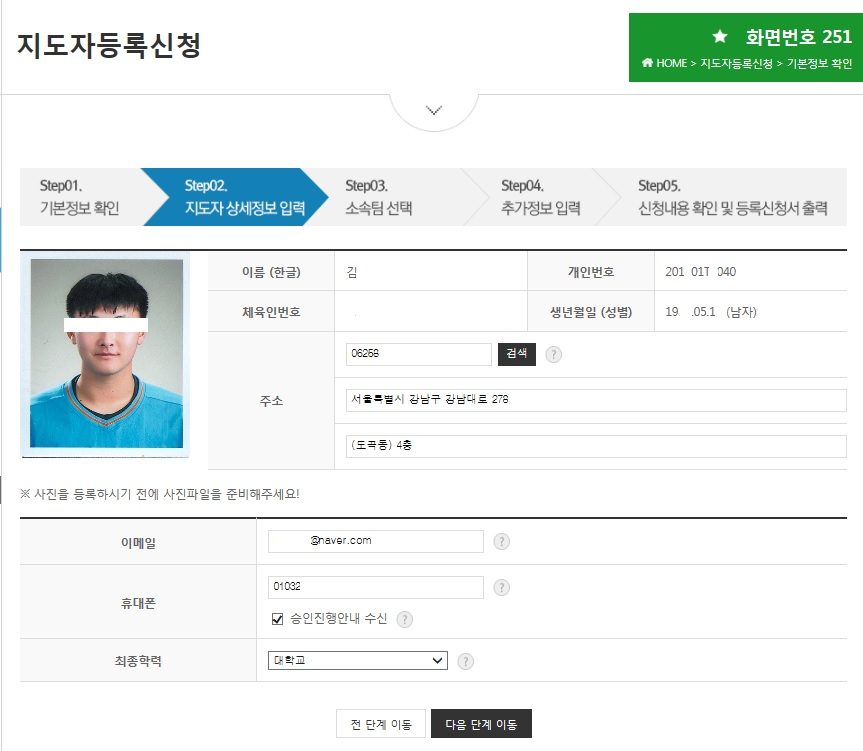 지도자등록신청
화면번호 251
HOME > 지도자등록신청 > 기본정보 확인
Step01.
기본정보 확인
Step02.
지도자 상세정보 입력
Step03.
소속팀 선택
Step04.
추가정보 입력
Step05.
신청내용 확인 및 등록신청서 출력
이름 (한글) 김 개인번호 201 01T 040
체육인번호 생년월일 (성별) 19. .05.1 (남자)
주소 06258 검색 ?
서울특별시 강남구 강남대로 278
(도곡동) 4층
※ 사진을 등록하시기 전에 사진파일을 준비해주세요!
이메일 @naver.com ?
휴대폰 01032 ?
승인진행안내 수신 ?
최종학력 대학교 ?
전 단계 이동 다음 단계 이동